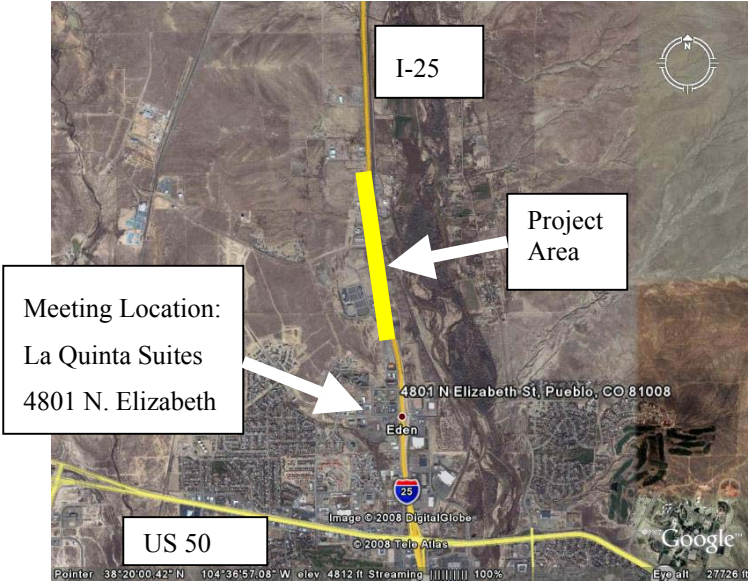 I-25
N
Project
Area
Meeting Location:
La Quinta Suites
4801 N. Elizabeth
4801 N Elizabeth St, Pueblo, CO 81008
Eden
25
Image © 2008 DigitalGlobe
US 50
© 2008 Tele Atlas
Google™
Pointer 38°20'00.42" N 104°36'57.08" W elev 4812 ft Streaming ||||||||| 100% Eye alt 27726 ft